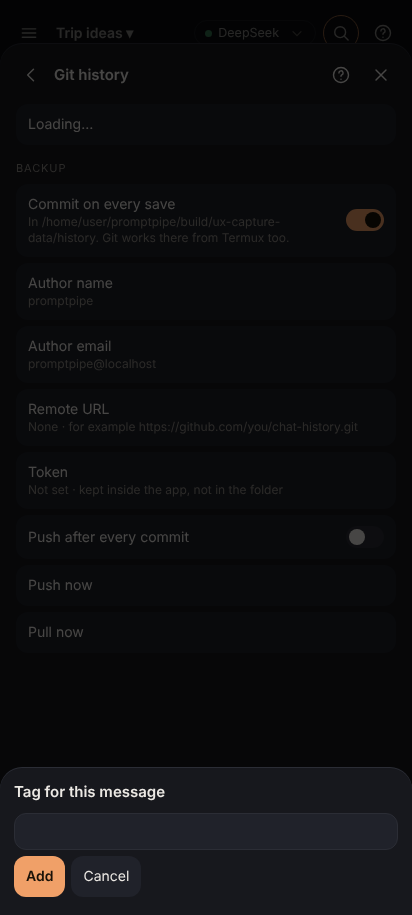 Trip ideas ▾
DeepSeek
Git history
Loading...
BACKUP
Commit on every save
In /home/user/promptpipe/build/ux-capture-
data/history. Git works there from Termux too.
Author name
promptpipe
Author email
promptpipe@localhost
Remote URL
None · for example https://github.com/you/chat-history.git
Token
Not set · kept inside the app, not in the folder
Push after every commit
Push now
Pull now
Tag for this message
Add
Cancel